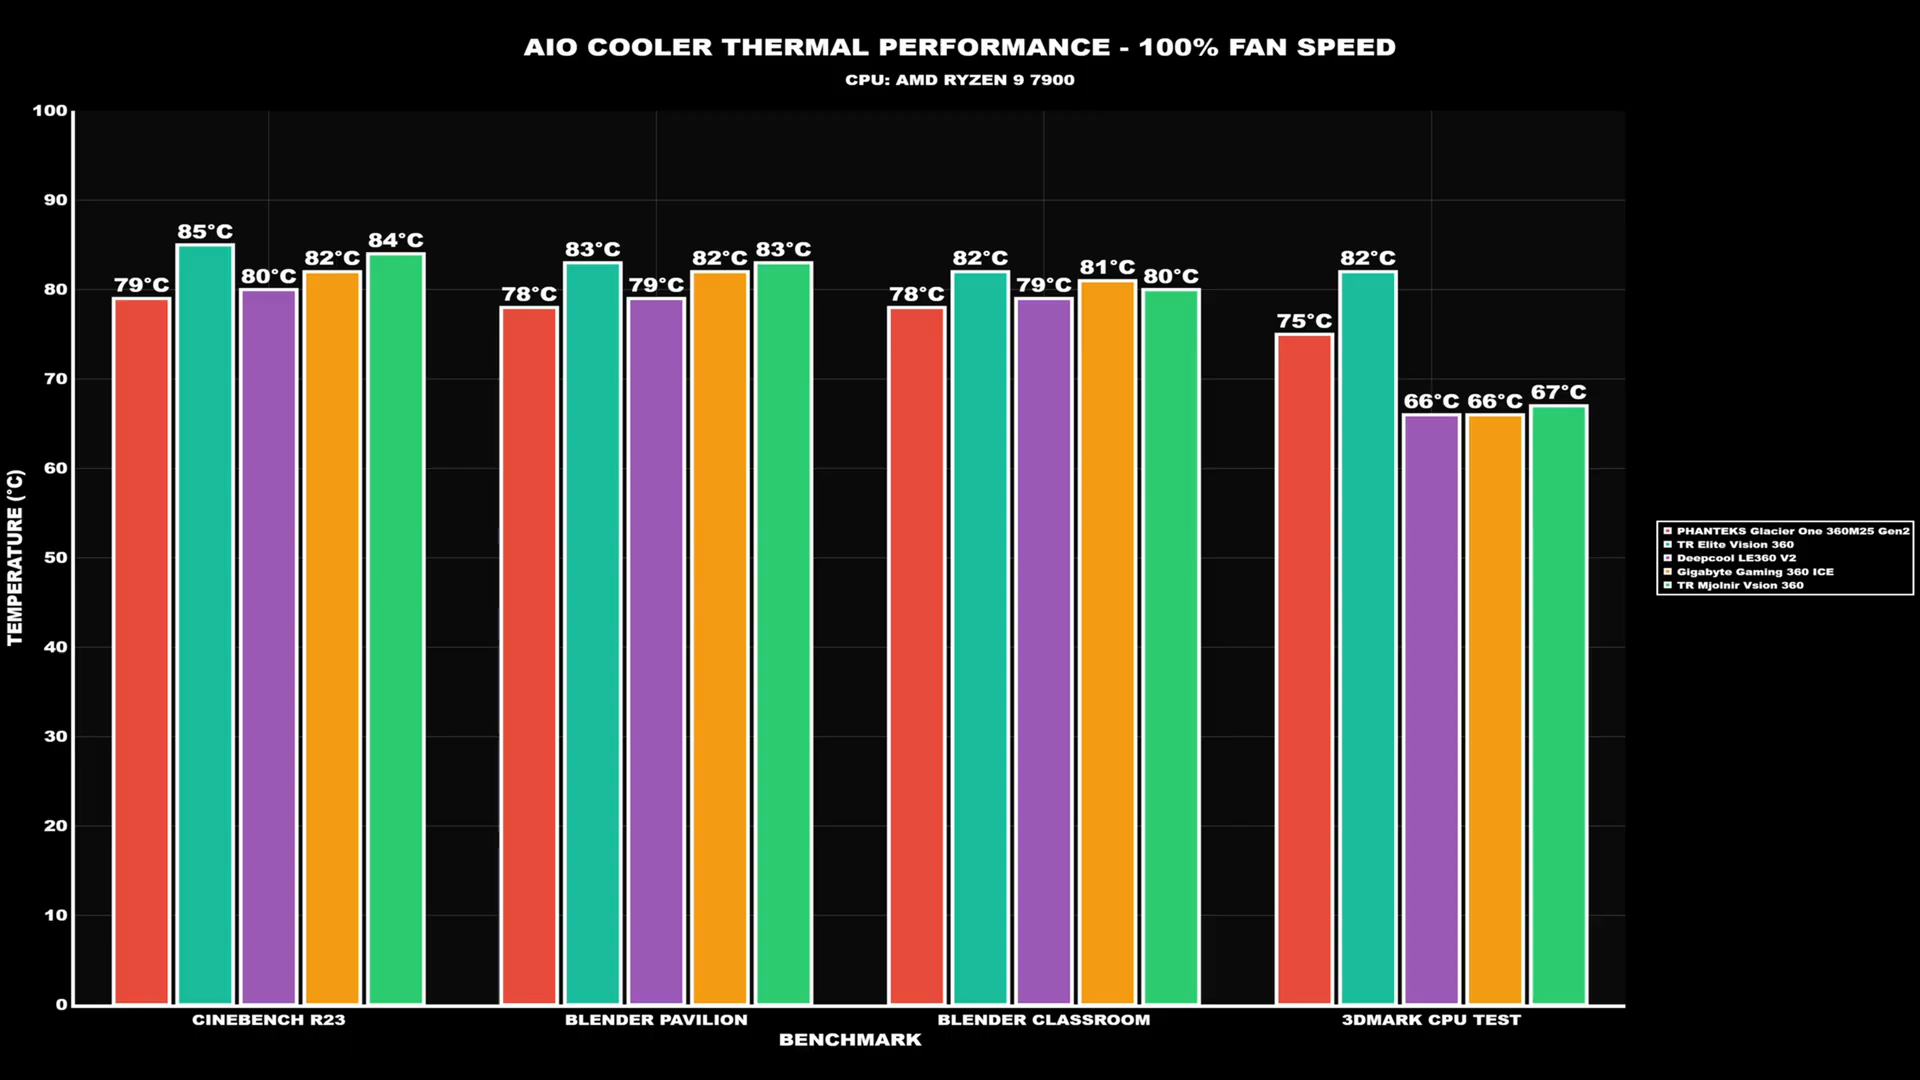 AIO COOLER THERMAL PERFORMANCE - 100% FAN SPEED
CPU: AMD RYZEN 9 7900
TEMPERATURE (°C)
100
90
80
70
60
50
40
30
20
10
0
79°C 85°C 80°C 82°C 84°C
78°C 83°C 79°C 82°C 83°C
78°C 82°C 79°C 81°C 80°C
75°C 82°C 66°C 66°C 67°C
CINEBENCH R23
BLENDER PAVILION
BLENDER CLASSROOM
3DMARK CPU TEST
BENCHMARK
PHANTEKS Glacier One 360M25 Gen2
TR Elite Vision 360
Deepcool LE360 V2
Gigabyte Gaming 360 ICE
TR Mjolnir Vsion 360